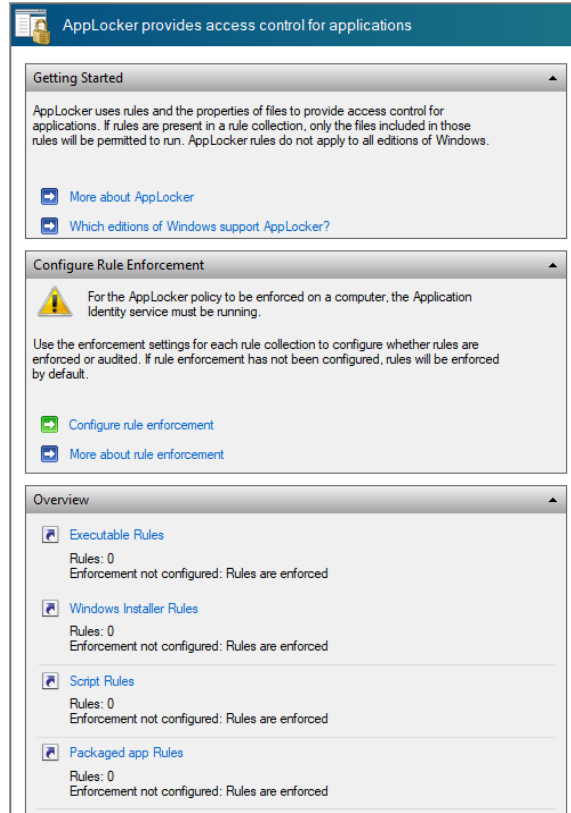 AppLocker provides access control for applications
Getting Started
AppLocker uses rules and the properties of files to provide access control for
applications. If rules are present in a rule collection, only the files included in those
rules will be permitted to run. AppLocker rules do not apply to all editions of Windows.
More about AppLocker
Which editions of Windows support AppLocker?
Configure Rule Enforcement
For the AppLocker policy to be enforced on a computer, the Application
Identity service must be running.
Use the enforcement settings for each rule collection to configure whether rules are
enforced or audited. If rule enforcement has not been configured, rules will be enforced
by default.
Configure rule enforcement
More about rule enforcement
Overview
Executable Rules
Rules: 0
Enforcement not configured: Rules are enforced
Windows Installer Rules
Rules: 0
Enforcement not configured: Rules are enforced
Script Rules
Rules: 0
Enforcement not configured: Rules are enforced
Packaged app Rules
Rules: 0
Enforcement not configured: Rules are enforced